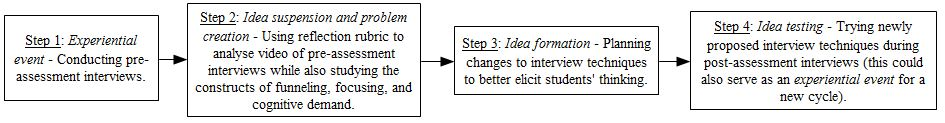 Step 1: Experiential
event - Conducting pre-
assessment interviews.
Step 2: Idea suspension and problem
creation - Using reflection rubric to
analyse video of pre-assessment
interviews while also studying the
constructs of funneling, focusing, and
cognitive demand.
Step 3: Idea formation - Planning
changes to interview techniques
to better elicit students' thinking.
Step 4: Idea testing - Trying newly
proposed interview techniques during
post-assessment interviews (this could
also serve as an experiential event for a
new cycle).